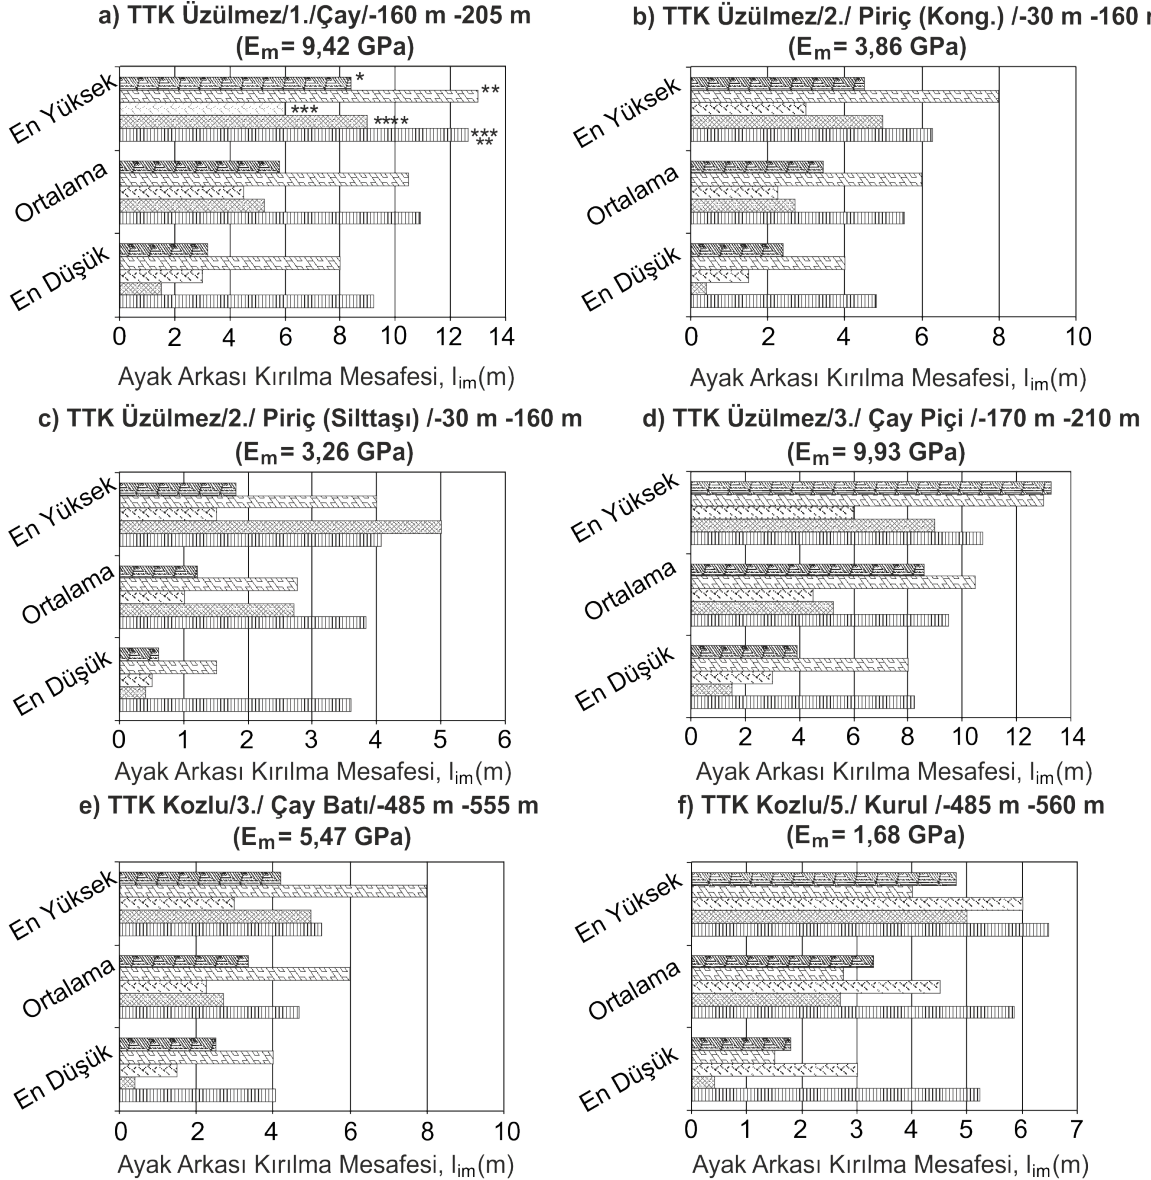 a) TTK Üzülmez/1./Çay/-160 m -205 m
(Em= 9,42 GPa)
En Yüksek
*
**
***
****
***
**
Ortalama
En Düşük
0 2 4 6 8 10 12 14
Ayak Arkası Kırılma Mesafesi, lim(m)
b) TTK Üzülmez/2./ Piriç (Kong.) /-30 m -160
(Em= 3,86 GPa)
En Yüksek
Ortalama
En Düşük
0 2 4 6 8 10
Ayak Arkası Kırılma Mesafesi, lim(m)
c) TTK Üzülmez/2./ Piriç (Silttaşı) /-30 m -160 m
(Em= 3,26 GPa)
En Yüksek
Ortalama
En Düşük
0 1 2 3 4 5 6
Ayak Arkası Kırılma Mesafesi, lim(m)
d) TTK Üzülmez/3./ Çay Piçi /-170 m -210 m
(Em= 9,93 GPa)
En Yüksek
Ortalama
En Düşük
0 2 4 6 8 10 12 14
Ayak Arkası Kırılma Mesafesi, lim(m)
e) TTK Kozlu/3./ Çay Batı/-485 m -555 m
(Em= 5,47 GPa)
En Yüksek
Ortalama
En Düşük
0 2 4 6 8 10
Ayak Arkası Kırılma Mesafesi, lim(m)
f) TTK Kozlu/5./ Kurul /-485 m -560 m
(Em= 1,68 GPa)
En Yüksek
Ortalama
En Düşük
0 1 2 3 4 5 6 7
Ayak Arkası Kırılma Mesafesi, lim(m)